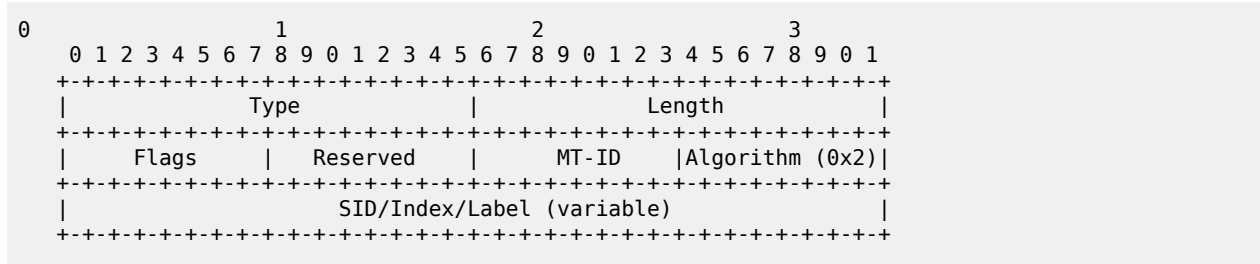 0                   1                   2                   3
    0 1 2 3 4 5 6 7 8 9 0 1 2 3 4 5 6 7 8 9 0 1 2 3 4 5 6 7 8 9 0 1
   +-+-+-+-+-+-+-+-+-+-+-+-+-+-+-+-+-+-+-+-+-+-+-+-+-+-+-+-+-+-+-+-+
   |              Type             |             Length            |
   +-+-+-+-+-+-+-+-+-+-+-+-+-+-+-+-+-+-+-+-+-+-+-+-+-+-+-+-+-+-+-+-+
   |     Flags     |   Reserved    |      MT-ID    |Algorithm (0x2)|
   +-+-+-+-+-+-+-+-+-+-+-+-+-+-+-+-+-+-+-+-+-+-+-+-+-+-+-+-+-+-+-+-+
   |                     SID/Index/Label (variable)                |
   +-+-+-+-+-+-+-+-+-+-+-+-+-+-+-+-+-+-+-+-+-+-+-+-+-+-+-+-+-+-+-+-+